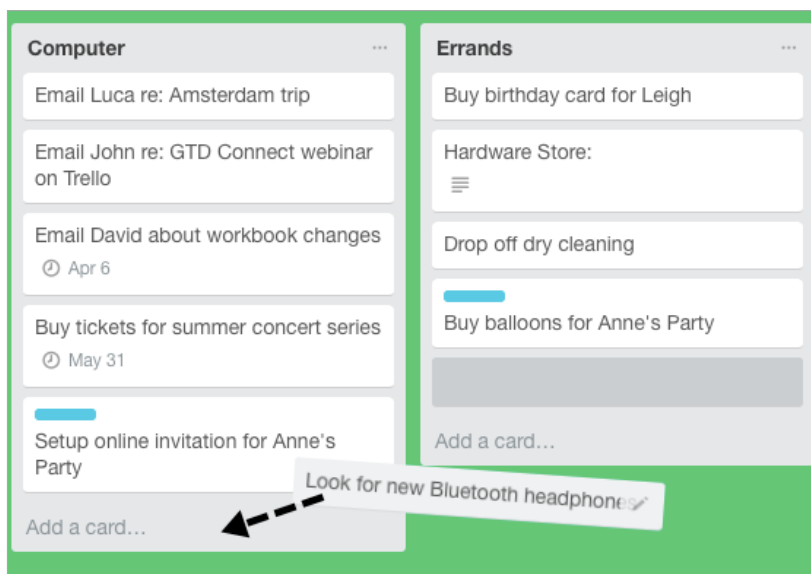 Computer
Email Luca re: Amsterdam trip
Email John re: GTD Connect webinar
on Trello
Email David about workbook changes
Apr 6
Buy tickets for summer concert series
May 31
Setup online invitation for Anne's
Party
Add a card...
Errands
Buy birthday card for Leigh
Hardware Store:
Drop off dry cleaning
Buy balloons for Anne's Party
Add a card...
Look for new Bluetooth headphones